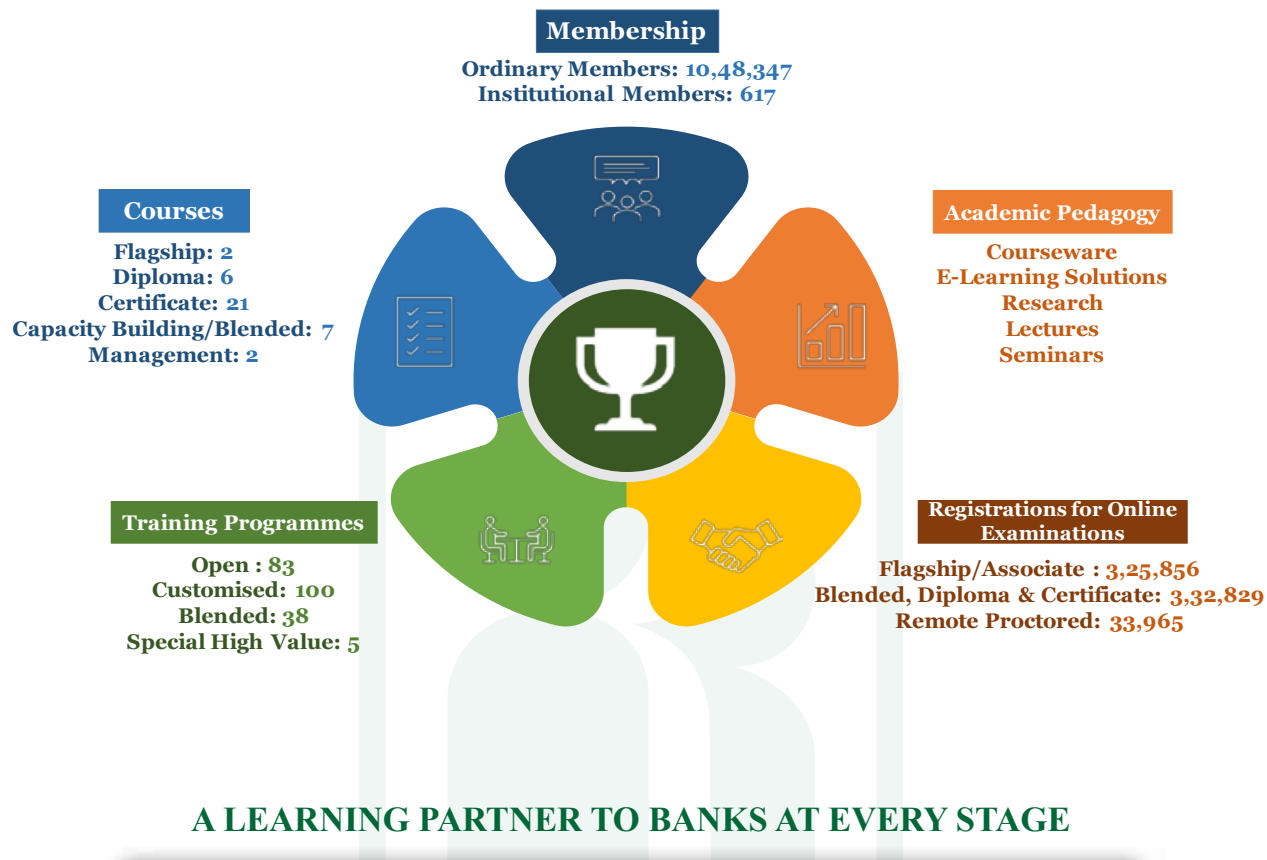 Membership
Ordinary Members: 10,48,347
Institutional Members: 617
Courses
Flagship: 2
Diploma: 6
Certificate: 21
Capacity Building/Blended: 7
Management: 2
Academic Pedagogy
Courseware
E-Learning Solutions
Research
Lectures
Seminars
Training Programmes
Open : 83
Customised: 100
Blended: 38
Special High Value: 5
Registrations for Online
Examinations
Flagship/Associate : 3,25,856
Blended, Diploma & Certificate: 3,32,829
Remote Proctored: 33,965
A LEARNING PARTNER TO BANKS AT EVERY STAGE